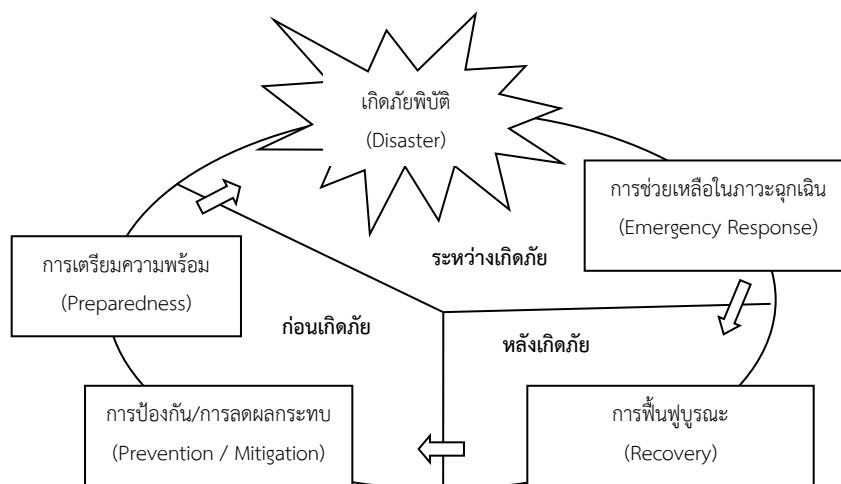 เกิดภัยพิบัติ
(Disaster)
การช่วยเหลือในภาวะฉุกเฉิน
(Emergency Response)
ระหว่างเกิดภัย
การเตรียมความพร้อม
(Preparedness)
ก่อนเกิดภัย
หลังเกิดภัย
การป้องกัน/การลดผลกระทบ
(Prevention / Mitigation)
การฟื้นฟูบูรณะ
(Recovery)